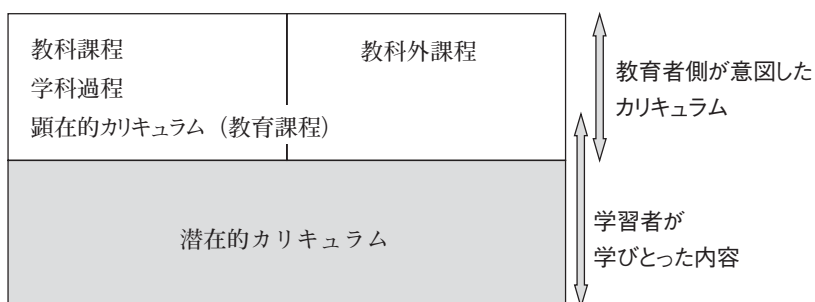 教科課程
教科外課程
学科過程
顕在的カリキュラム（教育課程）
教育者側が意図した
カリキュラム
潜在的カリキュラム
学習者が
学びとった内容